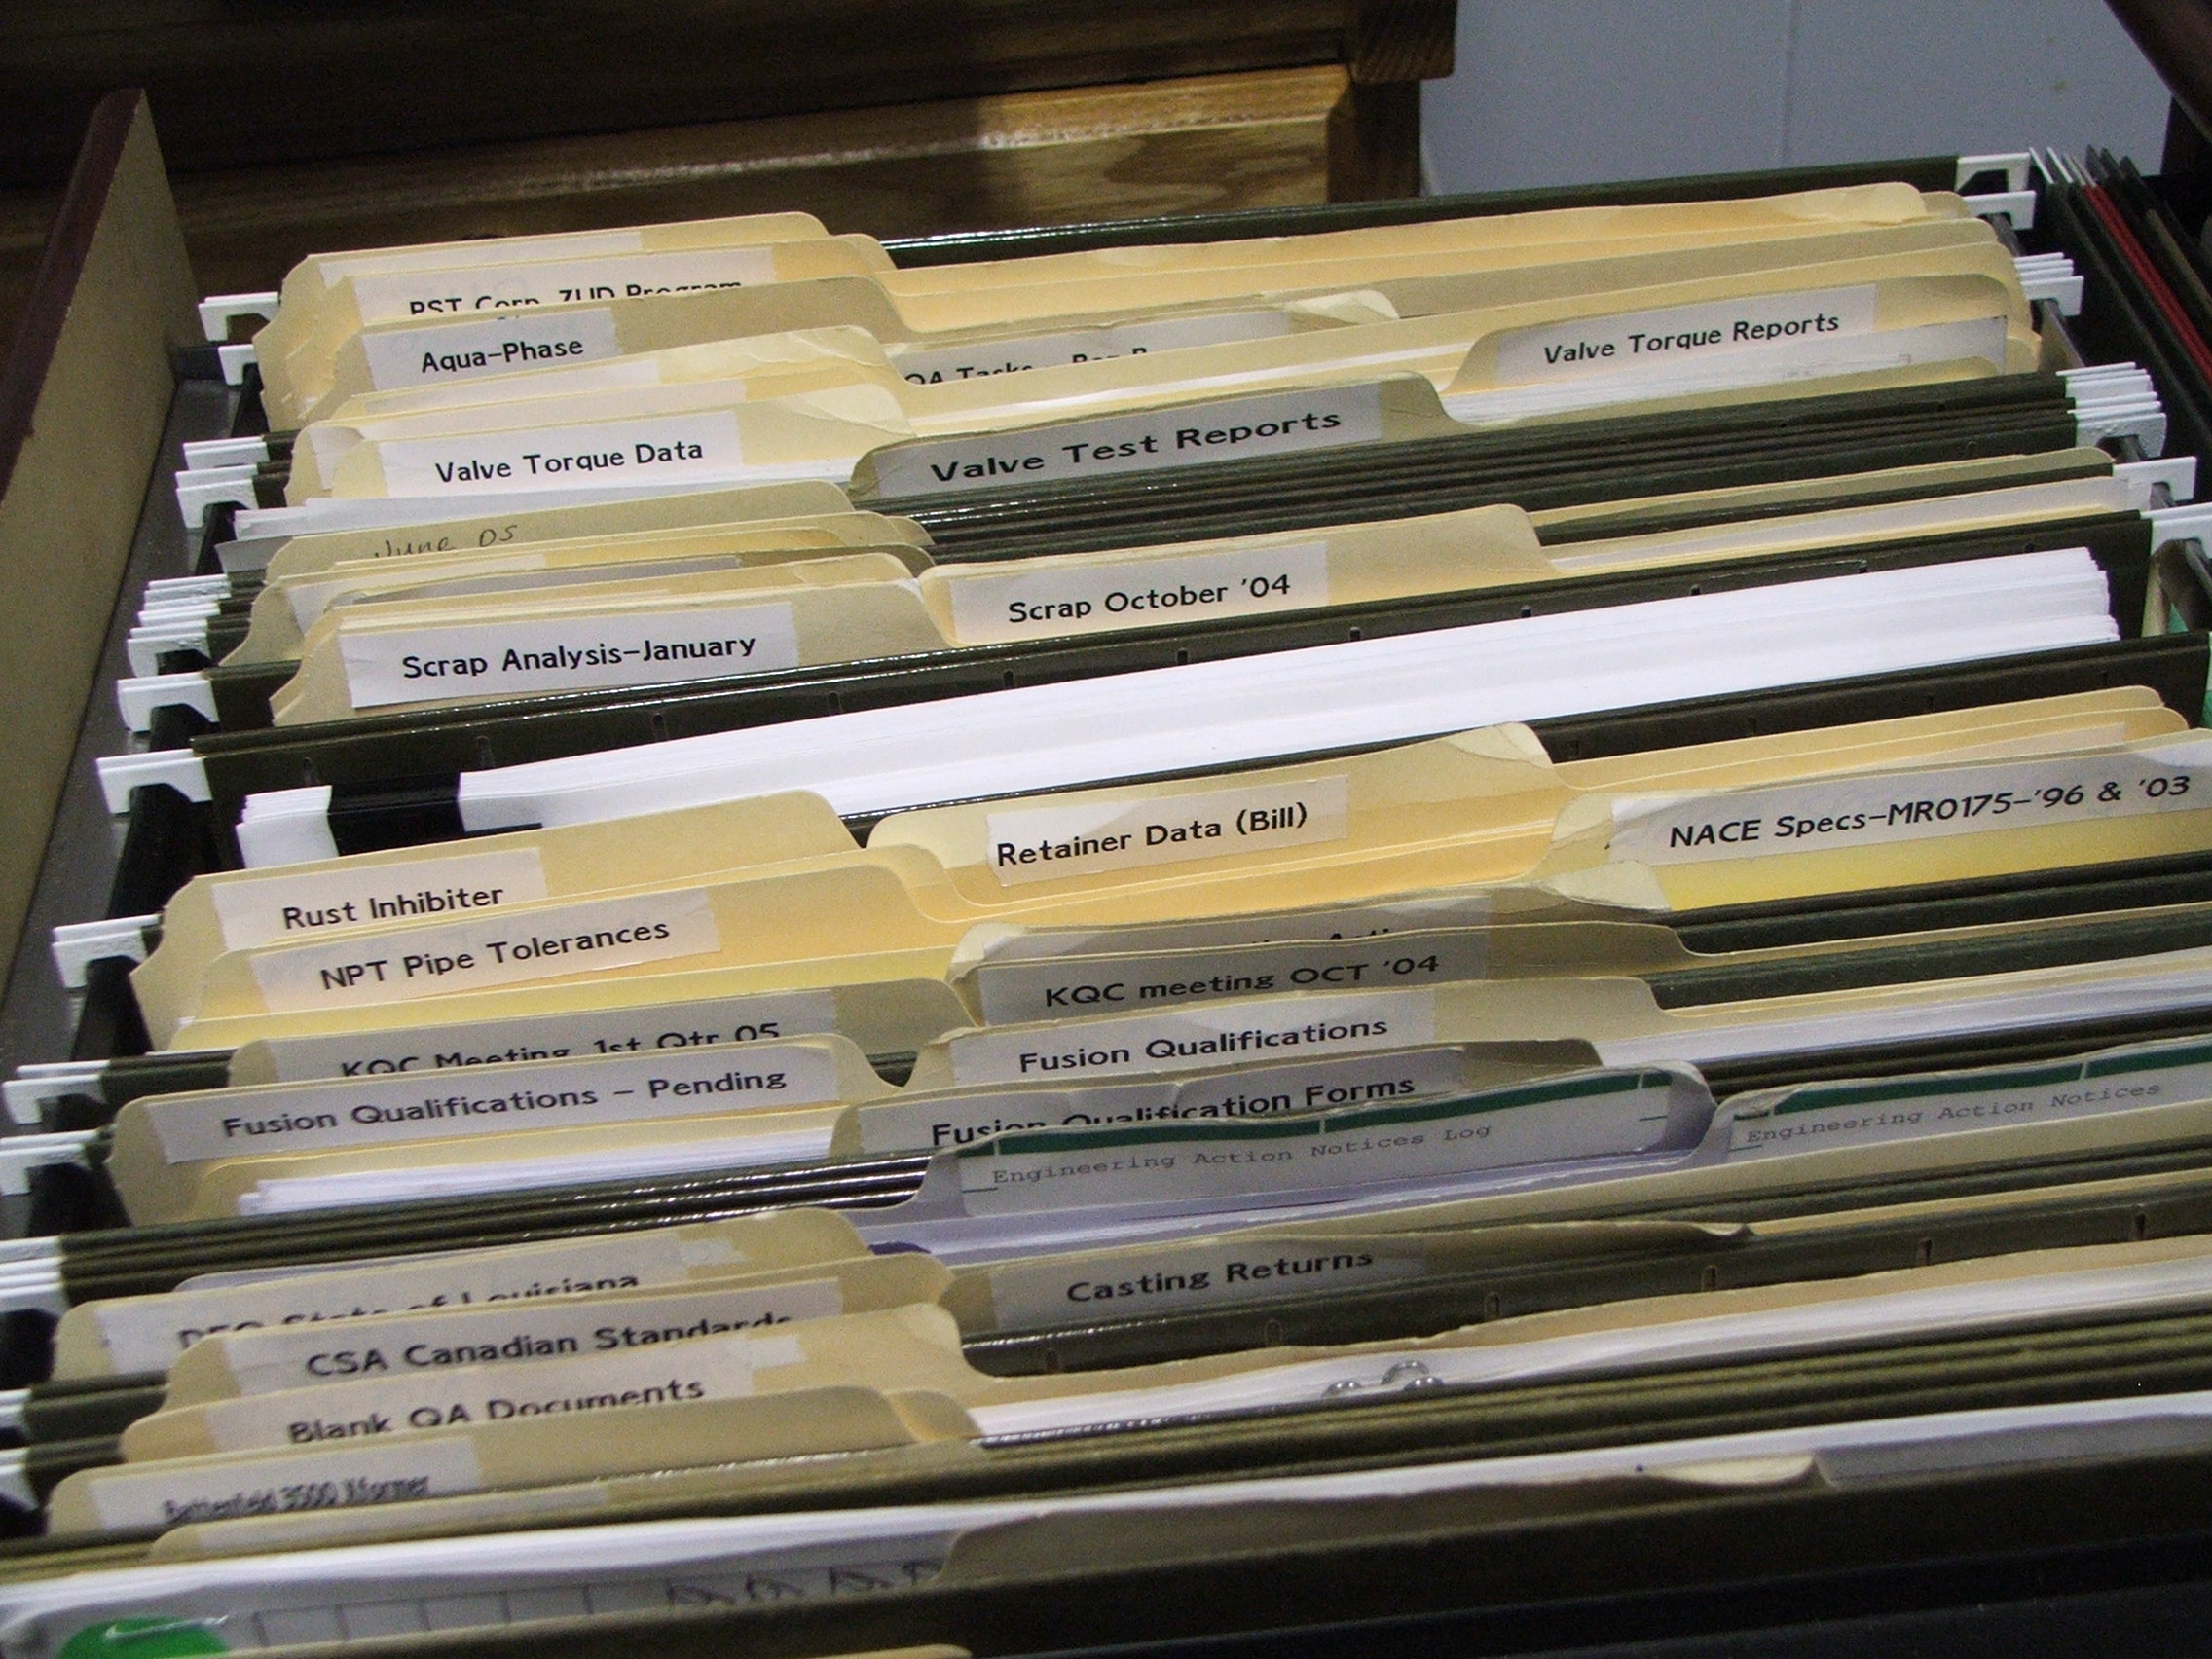 PST Corp. ZUD Program
Aqua-Phase
QA Tasks - Reg B
Valve Torque Reports
Valve Torque Data
Valve Test Reports
June 05
Scrap October '04
Scrap Analysis-January
Retainer Data (Bill)
NACE Specs-MR0175-'96 & '03
Rust Inhibiter
NPT Pipe Tolerances
KQC meeting OCT '04
KQC Meeting 1st Qtr 05
Fusion Qualifications
Fusion Qualifications - Pending
Fusion Qualification Forms
Engineering Action Notices Log
Engineering Action Notices
DEQ State of Louisiana
Casting Returns
CSA Canadian Standards
Blank QA Documents
3500 Xformer